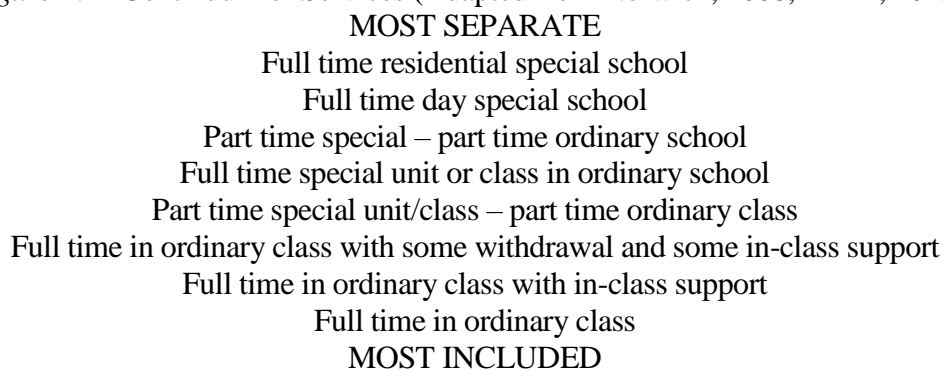 MOST SEPARATE
Full time residential special school
Full time day special school
Part time special – part time ordinary school
Full time special unit or class in ordinary school
Part time special unit/class – part time ordinary class
Full time in ordinary class with some withdrawal and some in-class support
Full time in ordinary class with in-class support
Full time in ordinary class
MOST INCLUDED